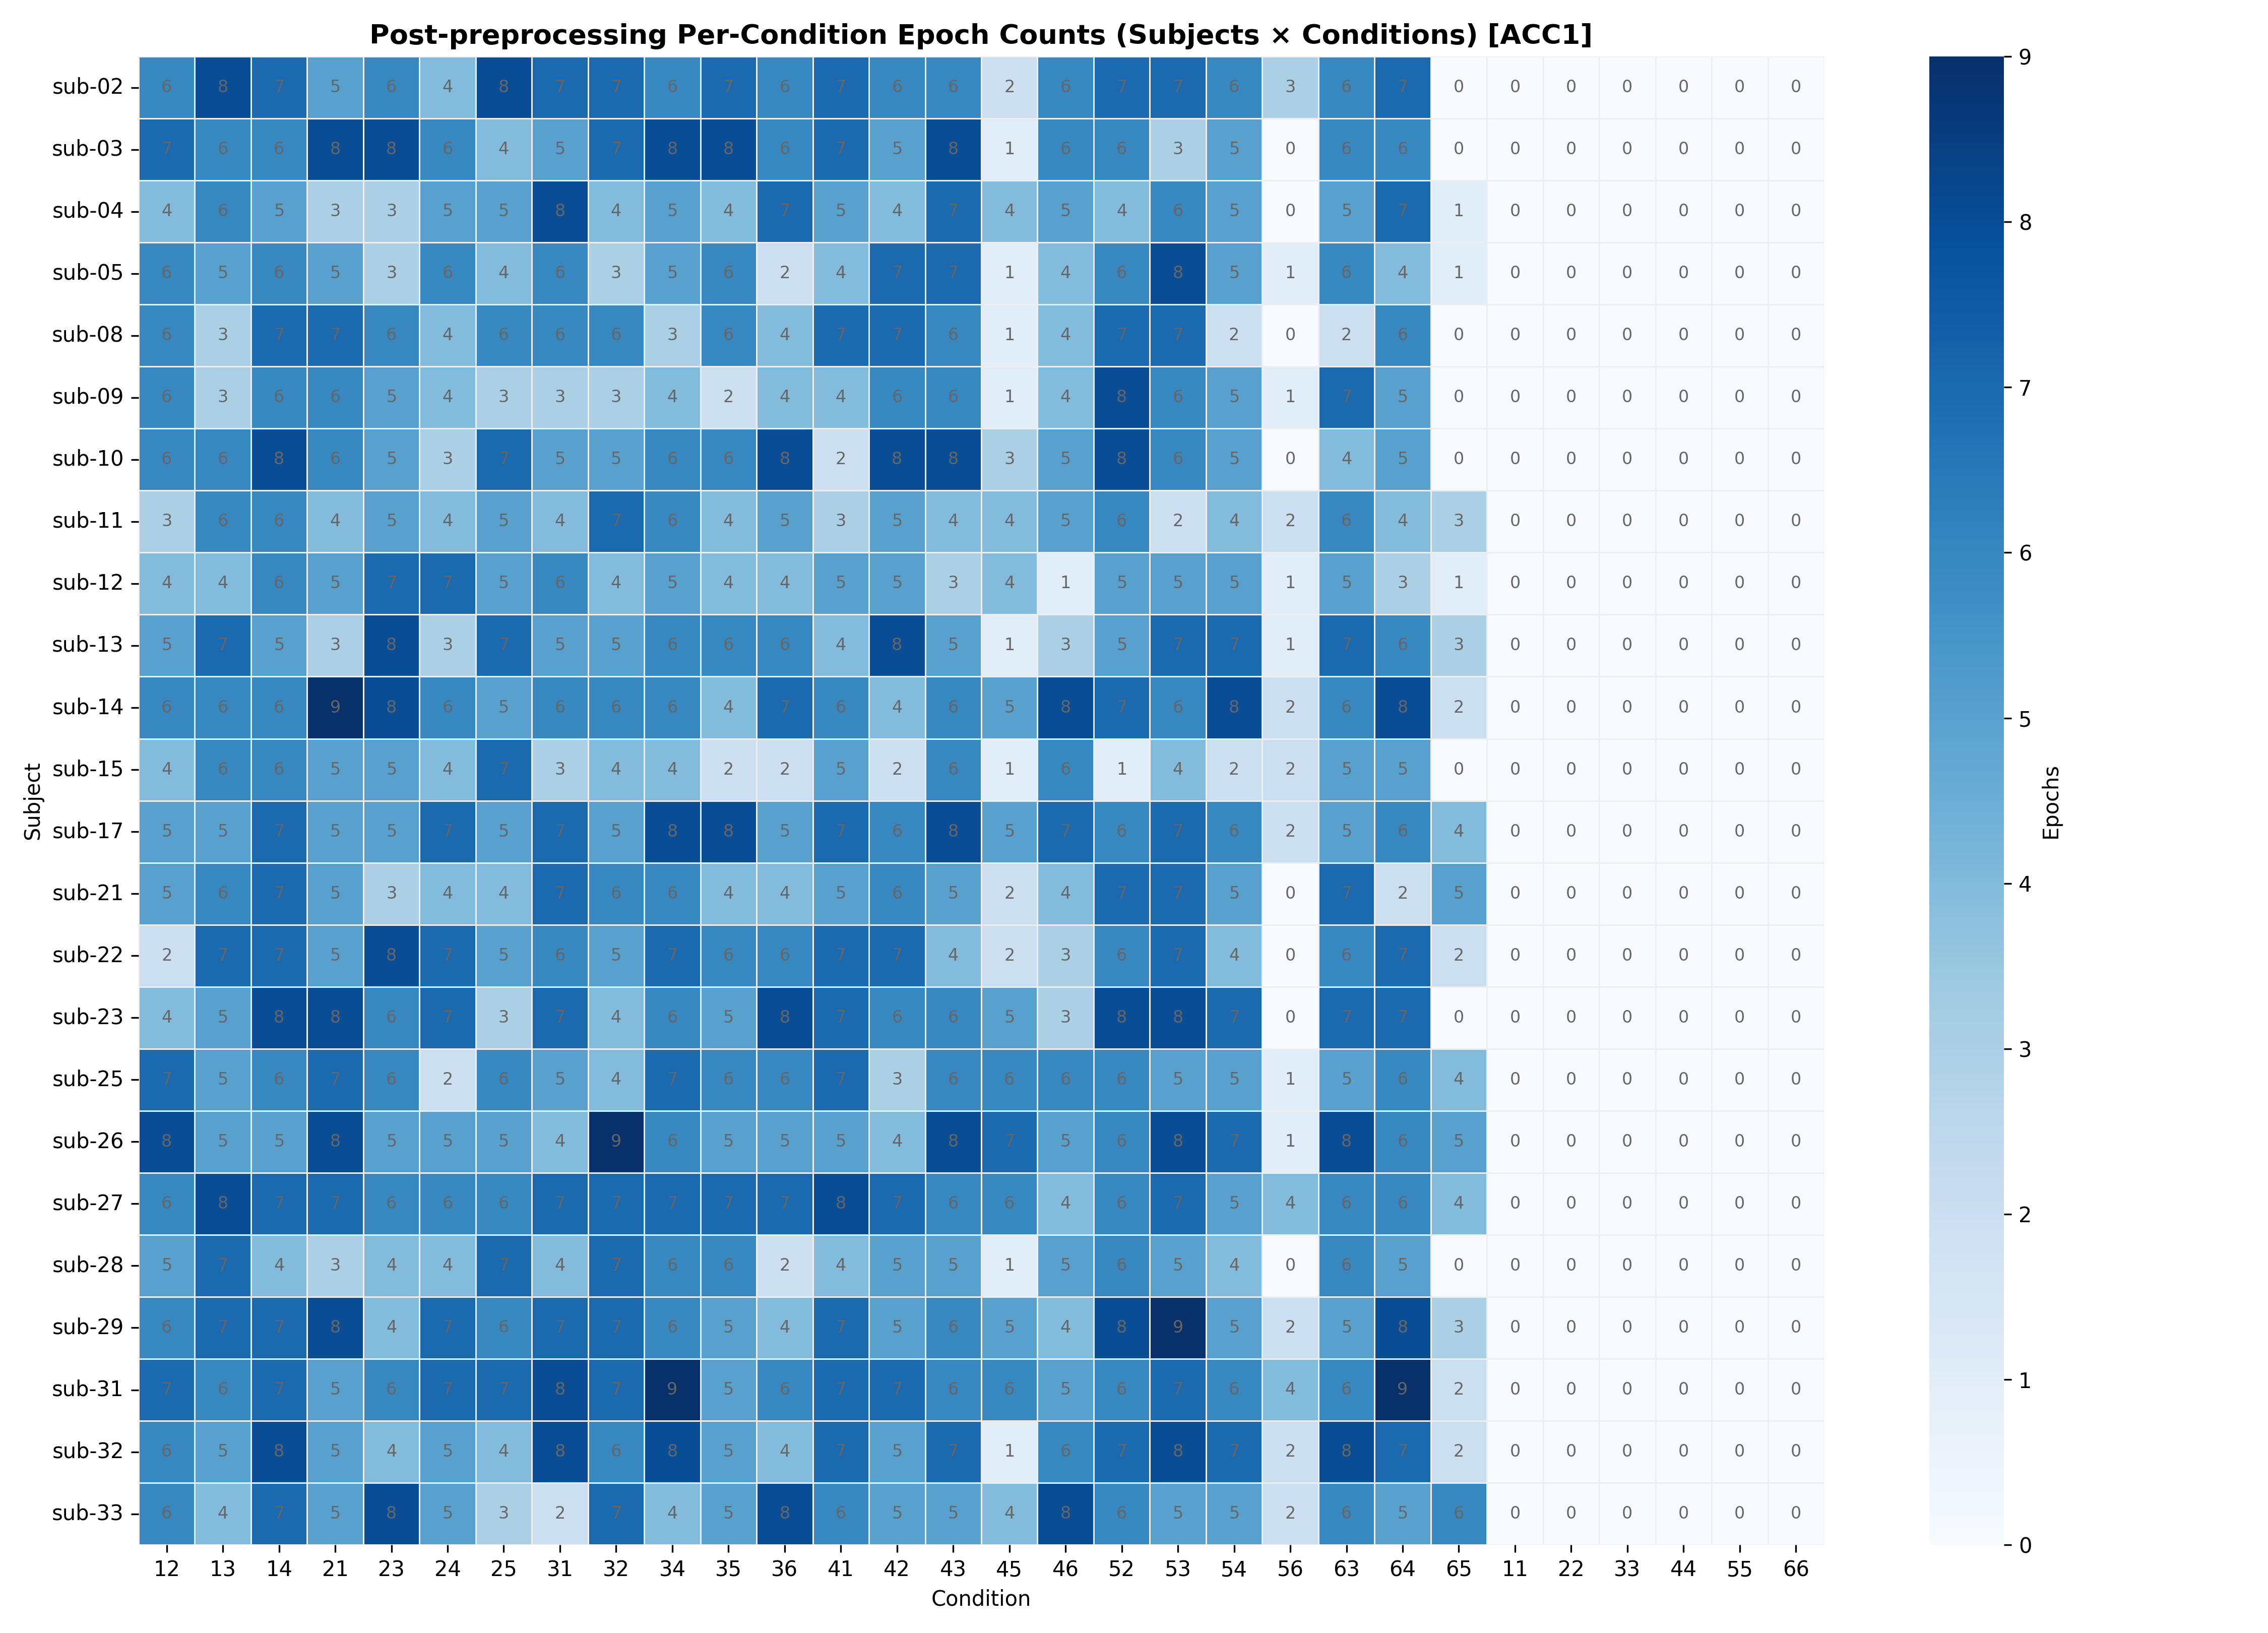 Post-preprocessing Per-Condition Epoch Counts (Subjects × Conditions) [ACC1]
sub-02 6 8 7 5 6 4 8 7 7 6 7 6 7 6 6 2 6 7 7 6 3 6 7 0 0 0 0 0 0 0
sub-03 7 6 6 8 8 6 4 5 7 8 8 6 7 5 8 1 6 6 3 5 0 6 6 0 0 0 0 0 0 0
sub-04 4 6 5 3 3 5 5 8 4 5 4 7 5 4 7 4 5 4 6 5 0 5 7 1 0 0 0 0 0 0
sub-05 6 5 6 5 3 6 4 6 3 5 6 2 4 7 7 1 4 6 8 5 1 6 4 1 0 0 0 0 0 0
sub-08 6 3 7 7 6 4 6 6 6 3 6 4 7 7 6 1 4 7 7 2 0 2 6 0 0 0 0 0 0 0
sub-09 6 3 6 6 5 4 3 3 3 4 2 4 4 6 6 1 4 8 6 5 1 7 5 0 0 0 0 0 0 0
sub-10 6 6 8 6 5 3 7 5 5 6 6 8 2 8 8 3 5 8 6 5 0 4 5 0 0 0 0 0 0 0
sub-11 3 6 6 4 5 4 5 4 7 6 4 5 3 5 4 4 5 6 2 4 2 6 4 3 0 0 0 0 0 0
sub-12 4 4 6 5 7 7 5 6 4 5 4 4 5 5 3 4 1 5 5 5 1 5 3 1 0 0 0 0 0 0
sub-13 5 7 5 3 8 3 7 5 5 6 6 6 4 8 5 1 3 5 7 7 1 7 6 3 0 0 0 0 0 0
sub-14 6 6 6 9 8 6 5 6 6 6 4 7 6 4 6 5 8 7 6 8 2 6 8 2 0 0 0 0 0 0
sub-15 4 6 6 5 5 4 7 3 4 4 2 2 5 2 6 1 6 1 4 2 2 5 5 0 0 0 0 0 0 0
sub-17 5 5 7 5 5 7 5 7 5 8 8 5 7 6 8 5 7 6 7 6 2 5 6 4 0 0 0 0 0 0
sub-21 5 6 7 5 3 4 4 7 6 6 4 4 5 6 5 2 4 7 7 5 0 7 2 5 0 0 0 0 0 0
sub-22 2 7 7 5 8 7 5 6 5 7 6 6 7 7 4 2 3 6 7 4 0 6 7 2 0 0 0 0 0 0
sub-23 4 5 8 8 6 7 3 7 4 6 5 8 7 6 6 5 3 8 8 7 0 7 7 0 0 0 0 0 0 0
sub-25 7 5 6 7 6 2 6 5 4 7 6 6 7 3 6 6 6 6 5 5 1 5 6 4 0 0 0 0 0 0
sub-26 8 5 5 8 5 5 5 4 9 6 5 5 5 4 8 7 5 6 8 7 1 8 6 5 0 0 0 0 0 0
sub-27 6 8 7 7 6 6 6 7 7 7 7 7 8 7 6 6 4 6 7 5 4 6 6 4 0 0 0 0 0 0
sub-28 5 7 4 3 4 4 7 4 7 6 6 2 4 5 5 1 5 6 5 4 0 6 5 0 0 0 0 0 0 0
sub-29 6 7 7 8 4 7 6 7 7 6 5 4 7 5 6 5 4 8 9 5 2 5 8 3 0 0 0 0 0 0
sub-31 7 6 7 5 6 7 7 8 7 9 5 6 7 7 6 6 5 6 7 6 4 6 9 2 0 0 0 0 0 0
sub-32 6 5 8 5 4 5 4 8 6 8 5 4 7 5 7 1 6 7 8 7 2 8 7 2 0 0 0 0 0 0
sub-33 6 4 7 5 8 5 3 2 7 4 5 8 6 5 5 4 8 6 5 5 2 6 5 6 0 0 0 0 0 0
12 13 14 21 23 24 25 31 32 34 35 36 41 42 43 45 46 52 53 54 56 63 64 65 11 22 33 44 55 66
Condition
Subject
9
8
7
6
5
4
3
2
1
0
Epochs